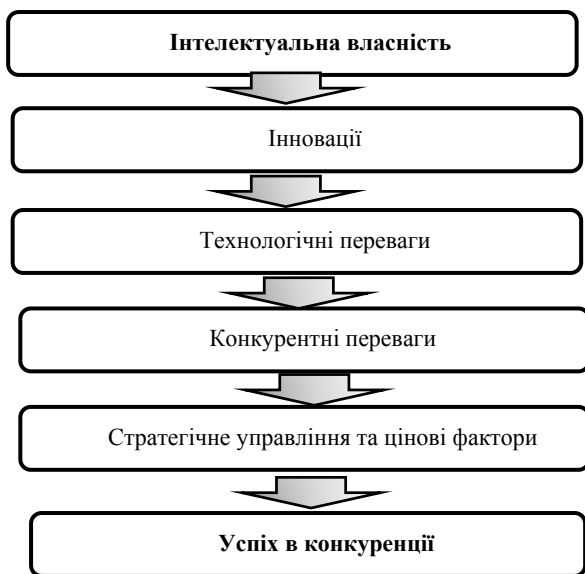 Інтелектуальна власність
Інновації
Технологічні переваги
Конкурентні переваги
Стратегічне управління та цінові фактори
Успіх в конкуренції